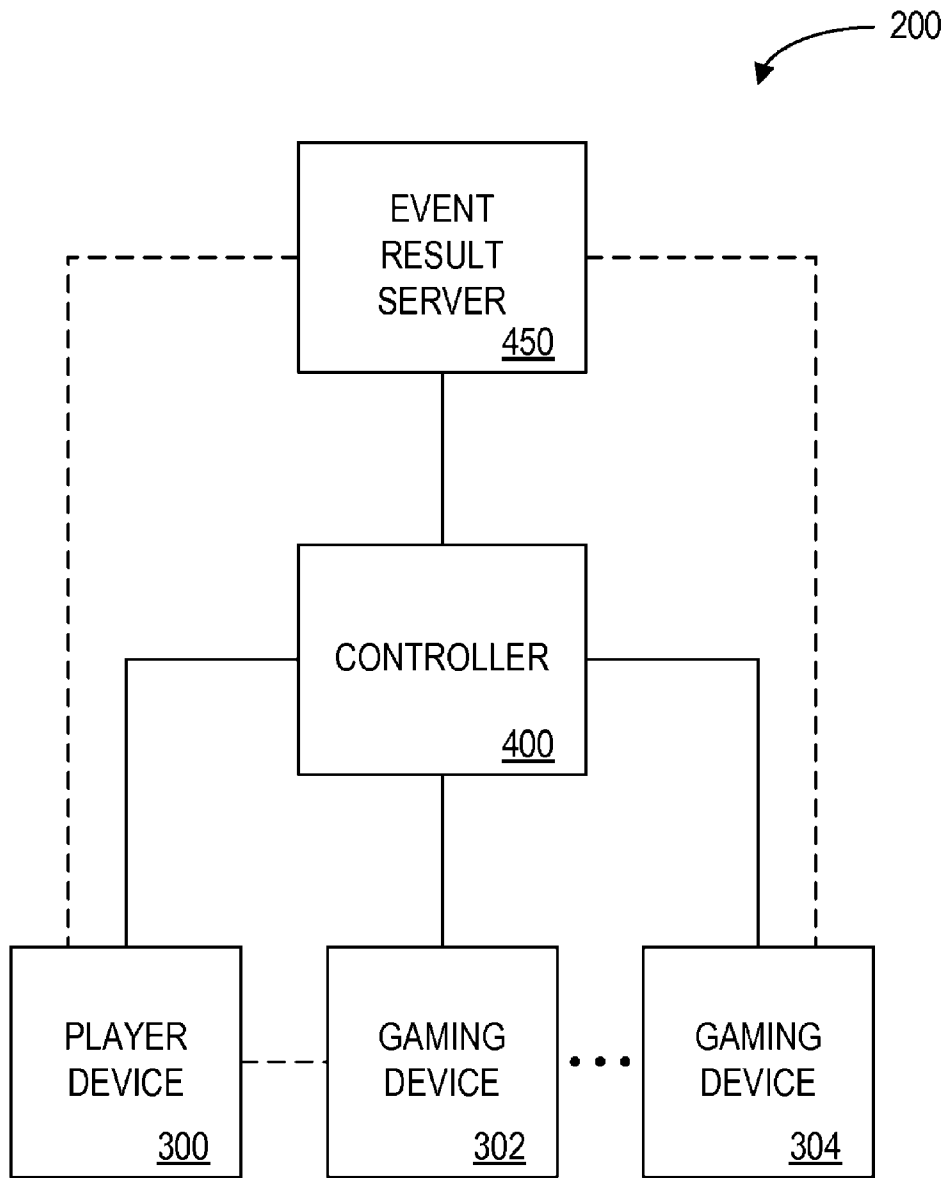 200
EVENT
RESULT
SERVER
450
CONTROLLER
400
PLAYER
DEVICE
300
GAMING
DEVICE
302
GAMING
DEVICE
304